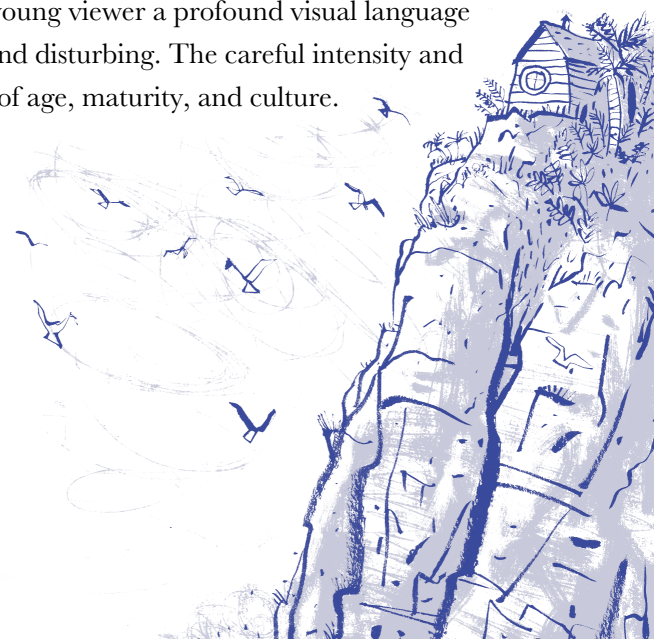 young viewer a profound visual language
nd disturbing. The careful intensity and
of age, maturity, and culture.